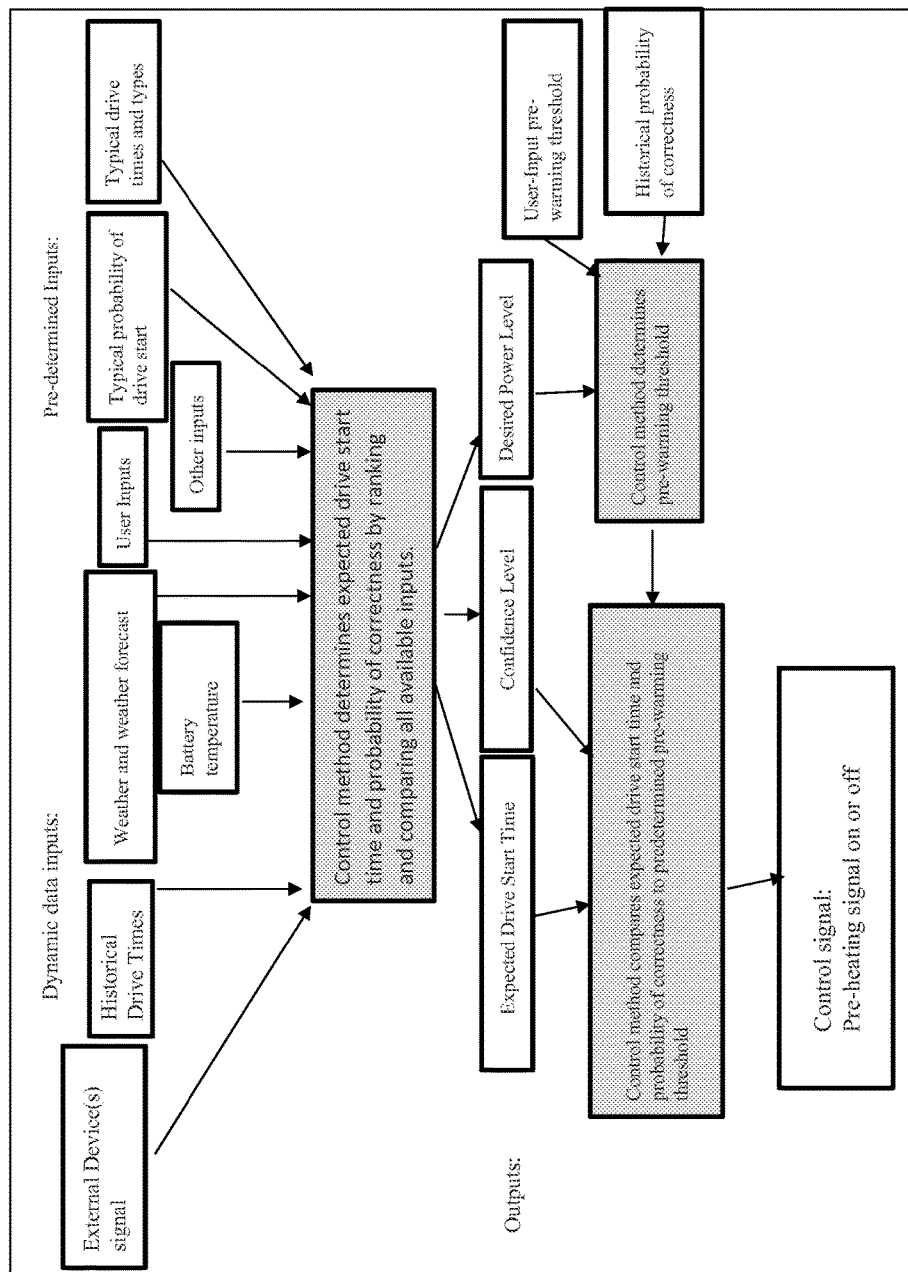 Dynamic data inputs:
Pre-determined Inputs:
External Device(s)
signal
Historical
Drive Times
Weather and weather forecast
Battery
temperature
User Inputs
Other inputs
Typical probability of
drive start
Typical drive
times and types
Control method determines expected drive start
time and probability of correctness by ranking
and comparing all available inputs.
Outputs:
Expected Drive Start Time
Confidence Level
Desired Power Level
User-Input pre-
warming threshold
Historical probability
of correctness
Control method compares expected drive start time and
probability of correctness to predetermined pre-warming
threshold
Control method determines
pre-warming threshold
Control signal:
Pre-heating signal on or off